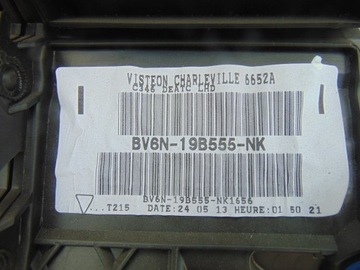 VISTEON CHARLEVILLE 6652A
C346 DEATC LHD
BV6N-19B555-NK
BV6N-19B555-NK1656
...T215 DATE:24 05 13 HEURE:01 50 21